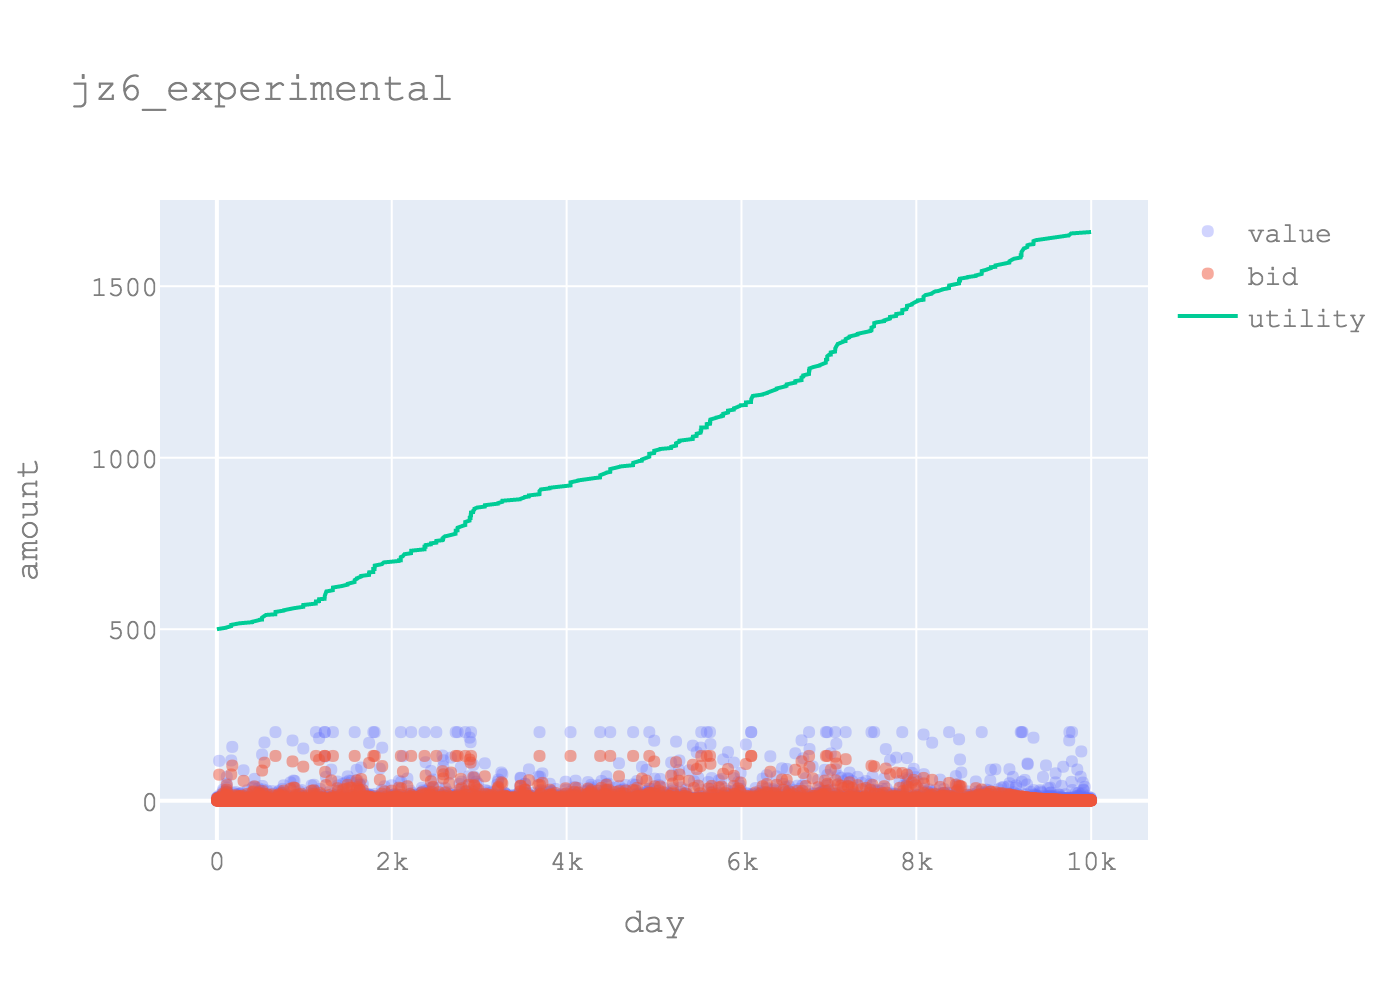 jz6_experimental
value
bid
utility
1500
1000
500
0
amount
0 2k 4k 6k 8k 10k
day